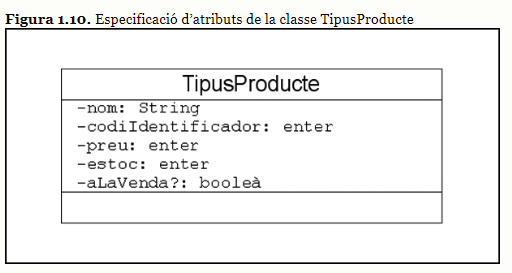 Figura 1.10. Especificació d’atributs de la classe TipusProducte
TipusProducte
-nom: String
-codiIdentificador: enter
-preu: enter
-estoc: enter
-aLaVenda?: booleà